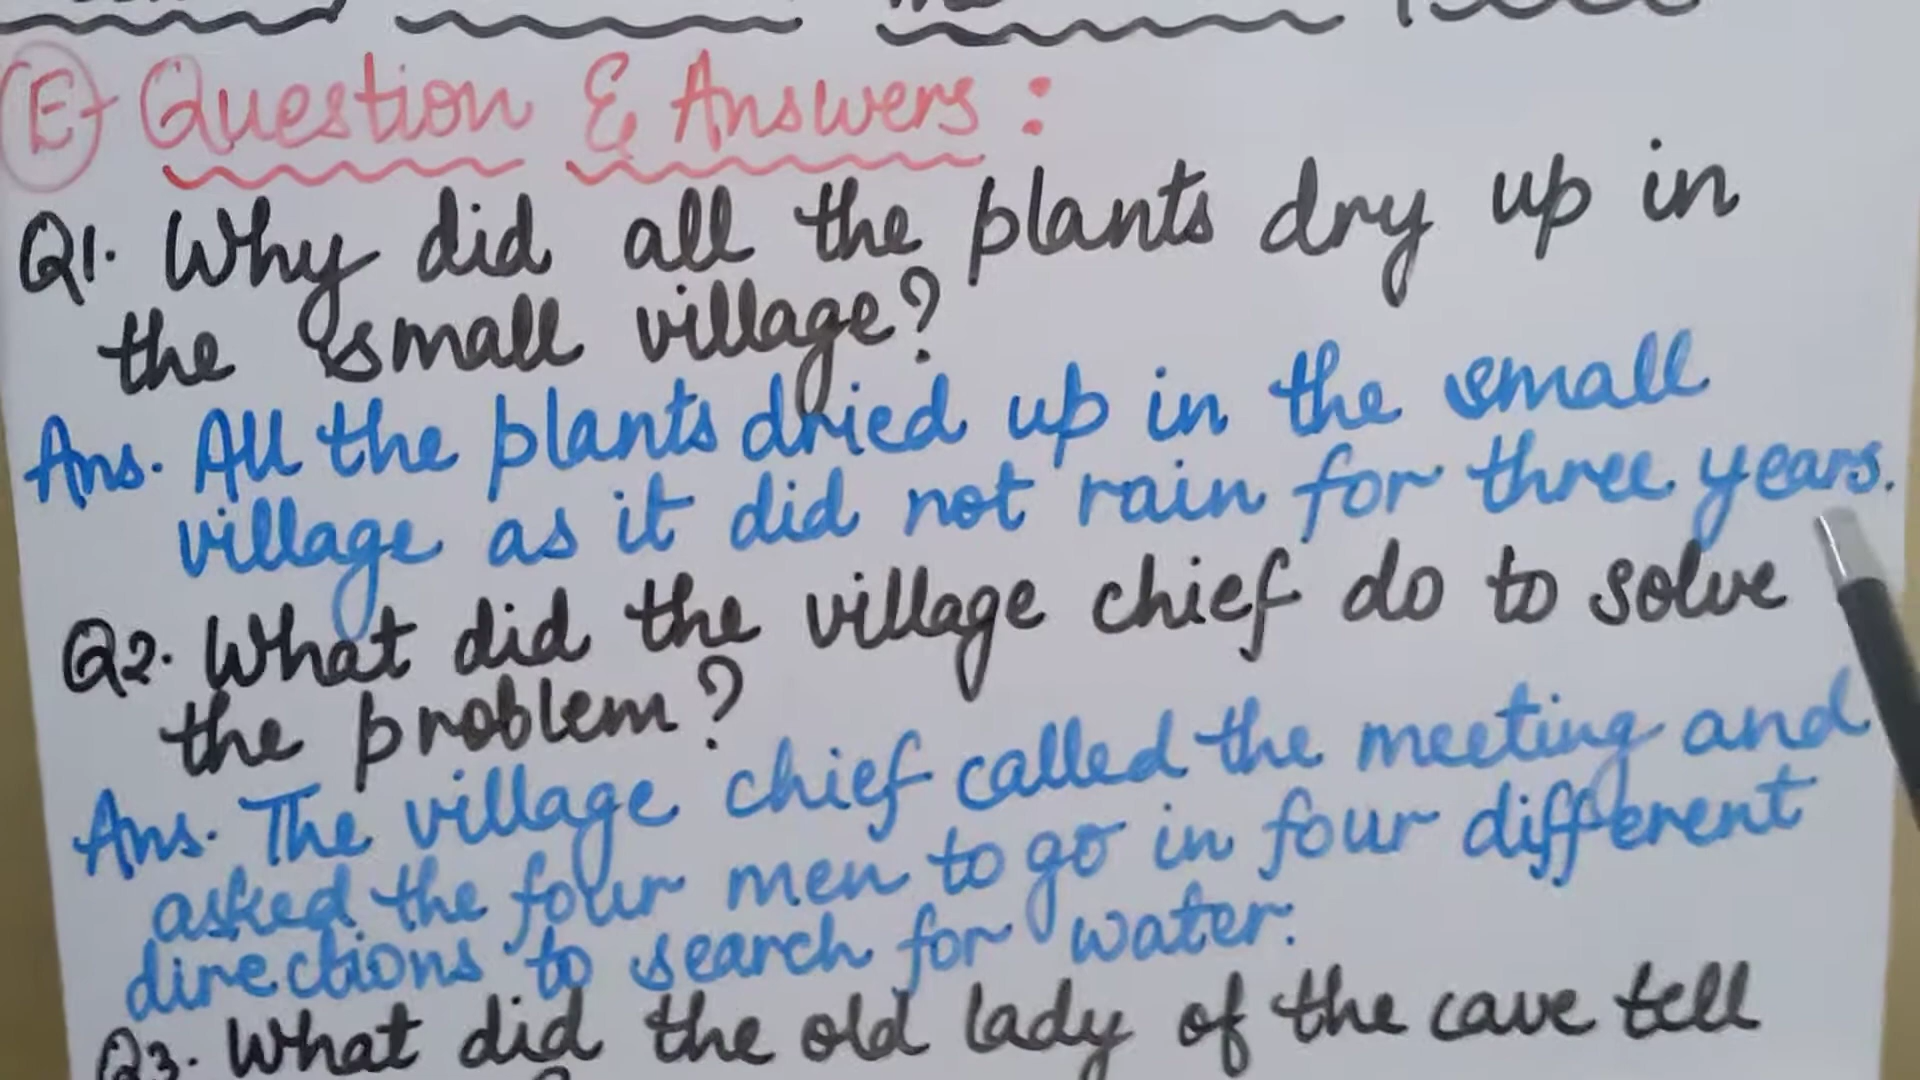 E Question & Answers :
Q1. Why did all the plants dry up in
the small village?
Ans. All the plants dried up in the small
village as it did not rain for three years.
Q2. What did the village chief do to solve
the problem?
Ans. The village chief called the meeting and
asked the four men to go in four different
directions to search for water.
Q3. What did the old lady of the cave tell